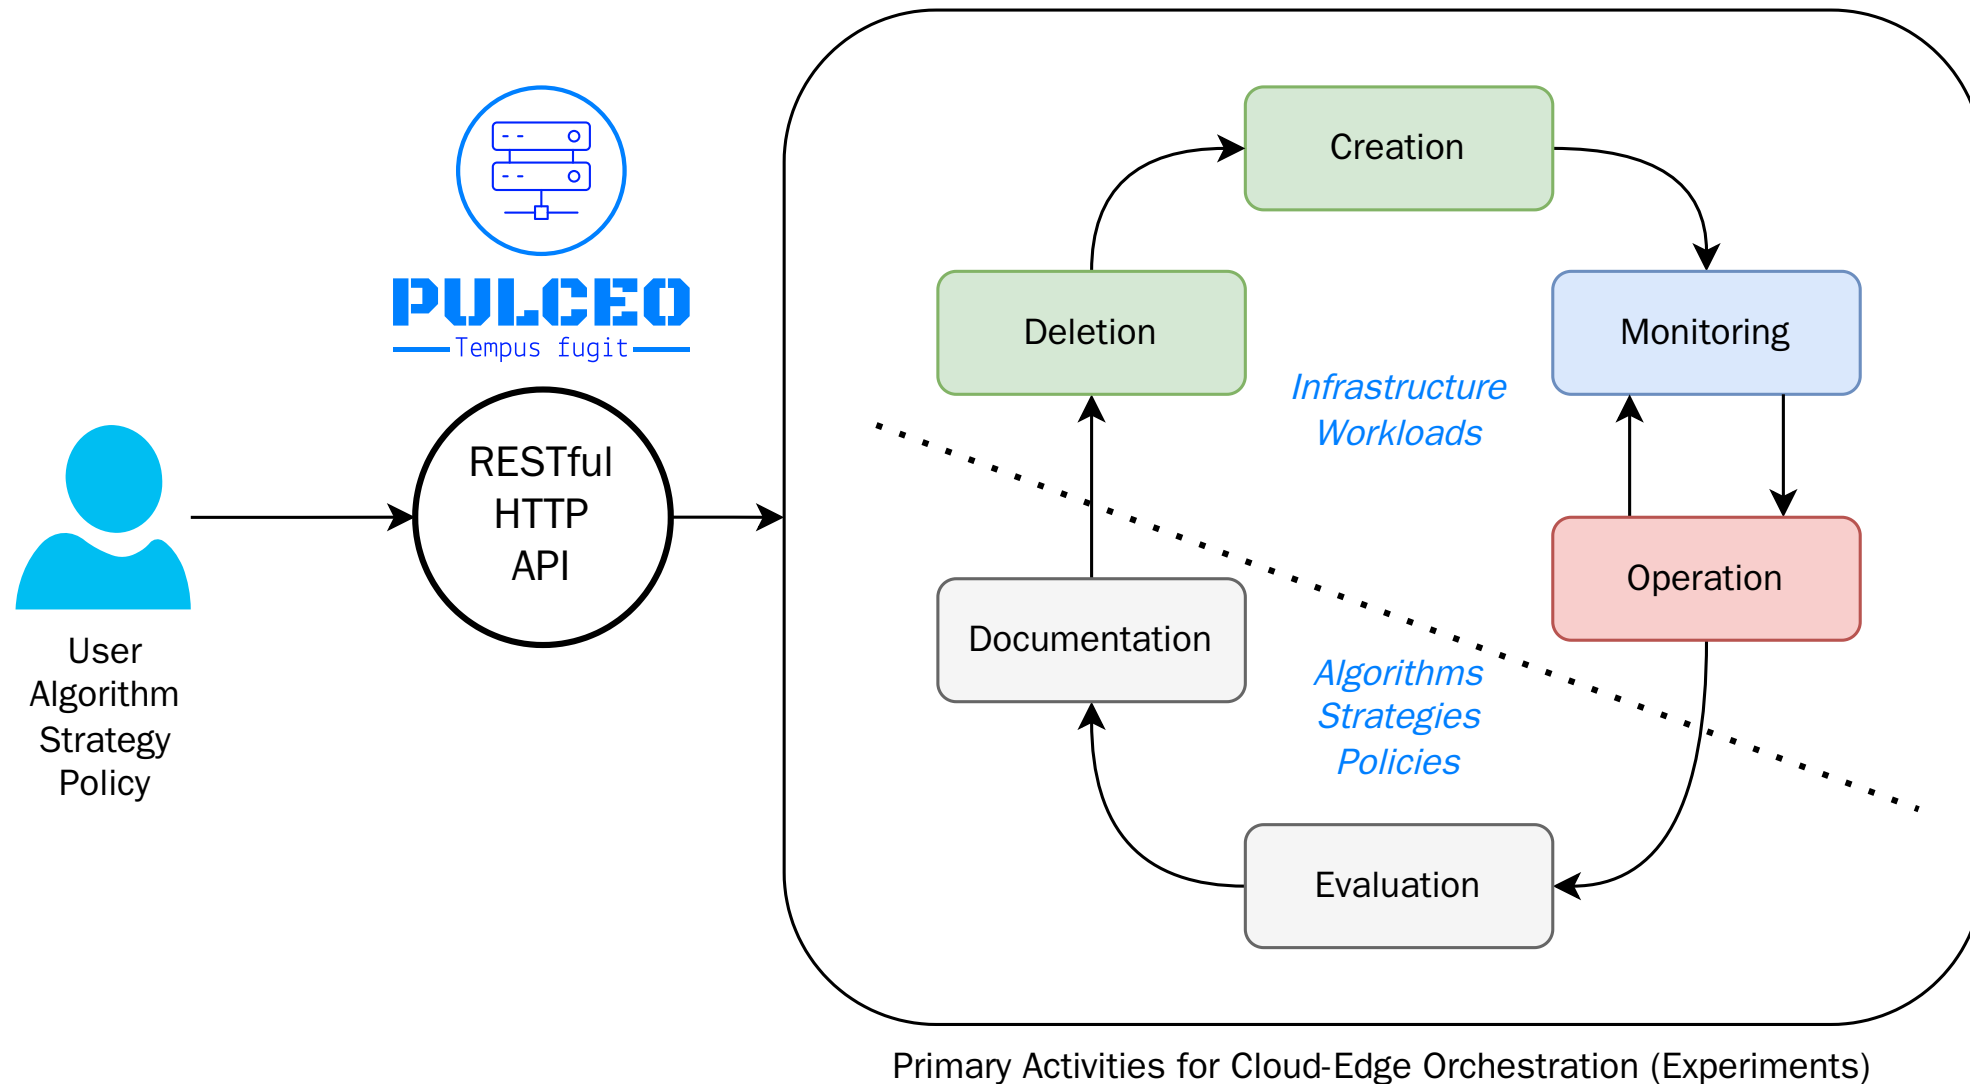 PULCEO
Tempus fugit
RESTful
HTTP
API
User
Algorithm
Strategy
Policy
Creation
Deletion
Monitoring
Infrastructure
Workloads
Operation
Documentation
Algorithms
Strategies
Policies
Evaluation
Primary Activities for Cloud-Edge Orchestration (Experiments)